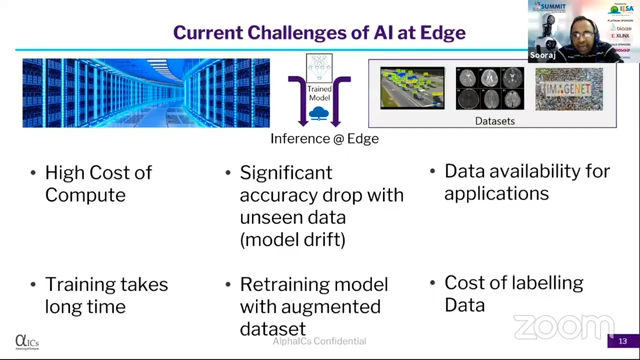 Current Challenges of AI at Edge
SUMMIT
Sooraj
XILINX
Trained
Model
IMAGENET
Datasets
Inference @ Edge
• High Cost of
Compute
• Significant
accuracy drop with
unseen data
(model drift)
• Data availability for
applications
• Training takes
long time
• Retraining model
with augmented
dataset
• Cost of labelling
Data
αICs
AlphaICs Confidential
zoom
13